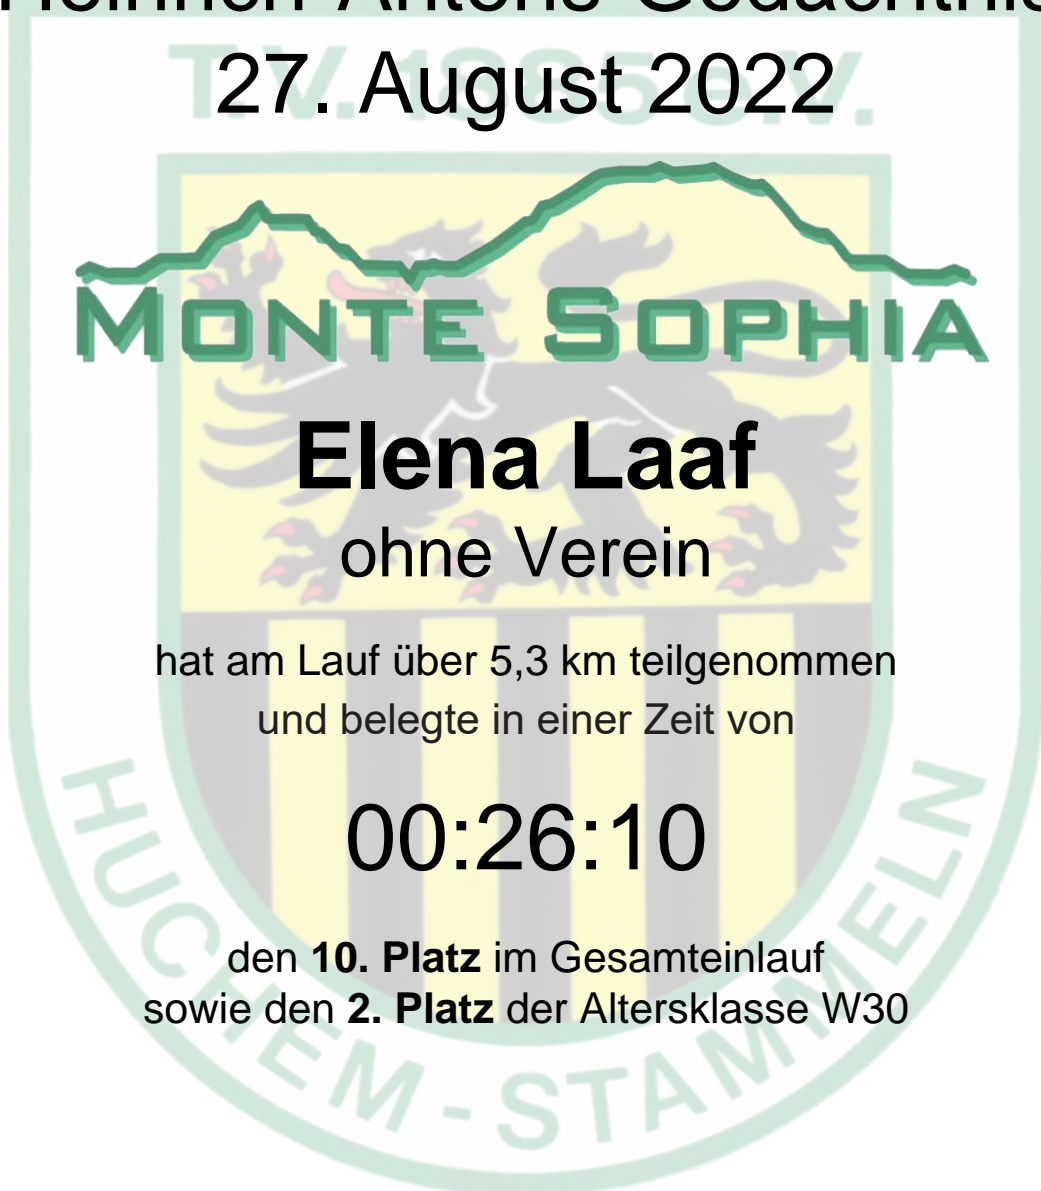 27. August 2022
MONTE SOPHIA
Elena Laaf
ohne Verein
hat am Lauf über 5,3 km teilgenommen
und belegte in einer Zeit von
00:26:10
den 10. Platz im Gesamteinlauf
sowie den 2. Platz der Altersklasse W30
HUCHEM - STAMMELN